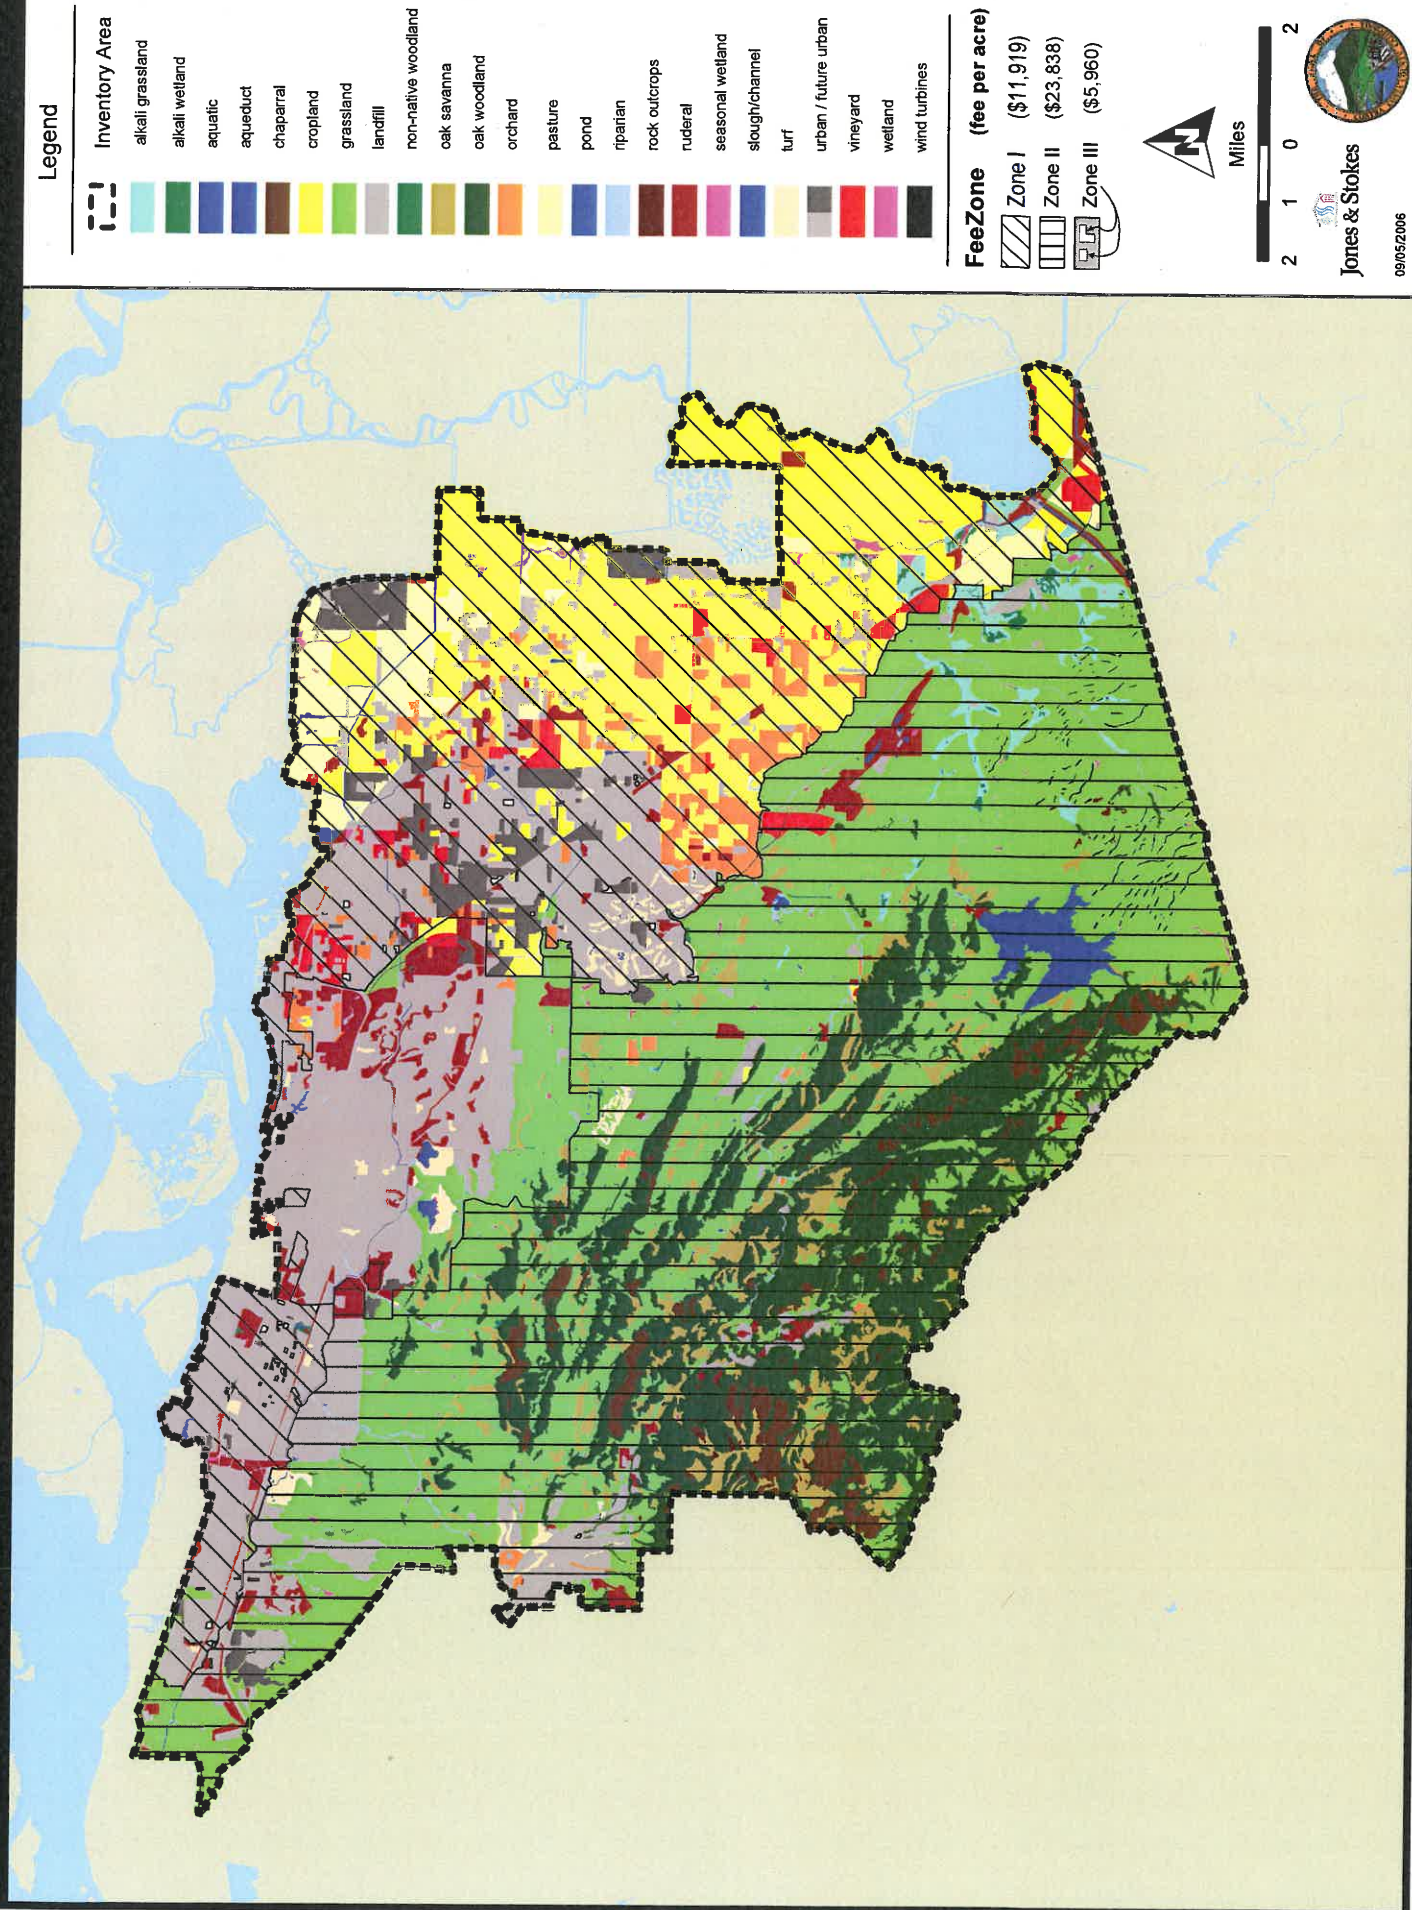 Legend
Inventory Area
alkali grassland
alkali wetland
aquatic
aqueduct
chaparral
cropland
grassland
landfill
non-native woodland
oak savanna
oak woodland
orchard
pasture
pond
riparian
rock outcrops
ruderal
seasonal wetland
slough/channel
turf
urban / future urban
vineyard
wetland
wind turbines
FeeZone (fee per acre)
Zone I ($11,919)
Zone II ($23,838)
Zone III ($5,960)
N
Miles
2 1 0 2
Jones & Stokes
09/05/2006